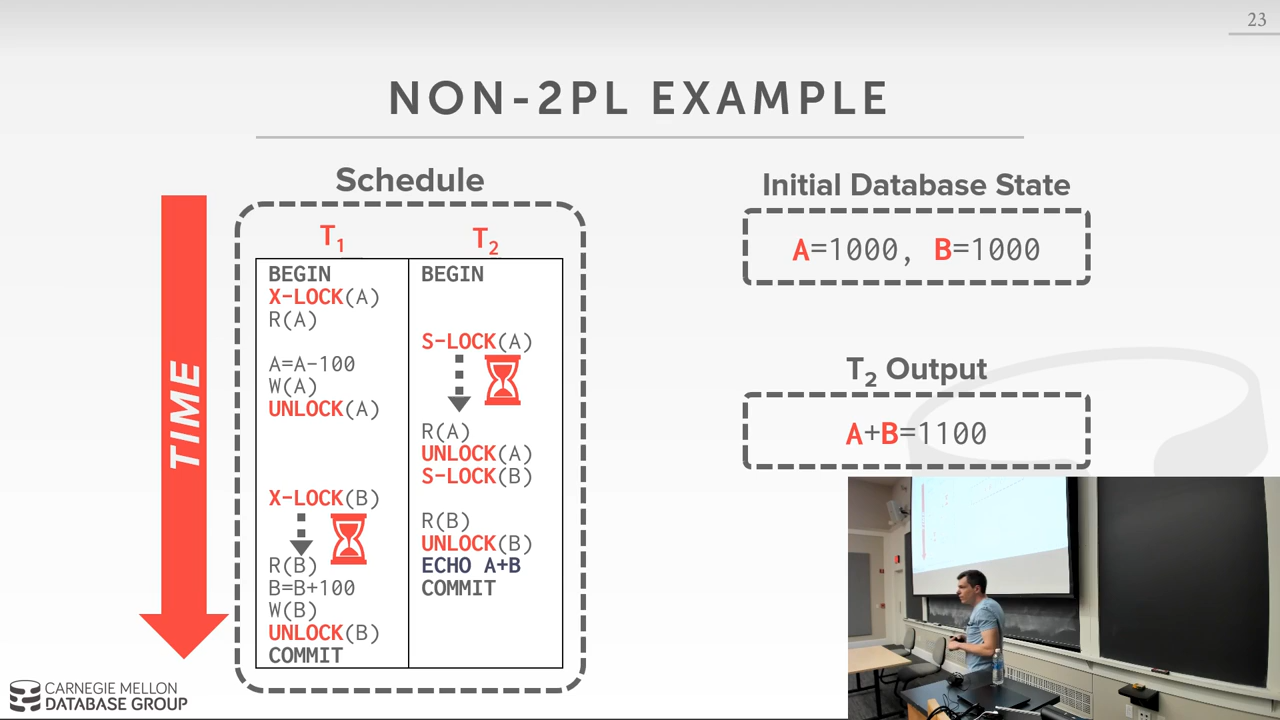 23
NON-2PL EXAMPLE
Schedule
T1
T2
BEGIN
X-LOCK(A)
R(A)
A=A-100
W(A)
UNLOCK(A)
X-LOCK(B)
R(B)
B=B+100
W(B)
UNLOCK(B)
COMMIT
BEGIN
S-LOCK(A)
R(A)
UNLOCK(A)
S-LOCK(B)
R(B)
UNLOCK(B)
ECHO A+B
COMMIT
TIME
Initial Database State
A=1000, B=1000
T2 Output
A+B=1100
CARNEGIE MELLON
DATABASE GROUP